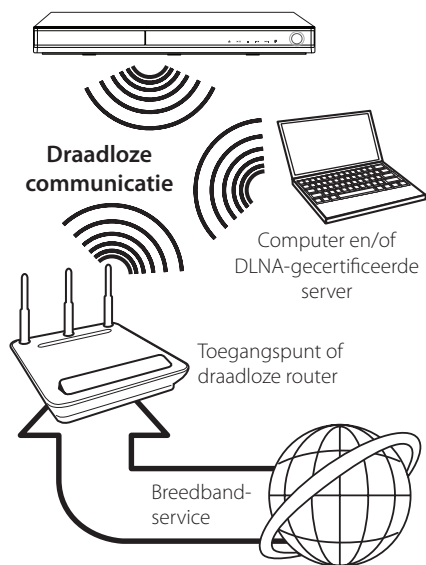 Draadloze
communicatie
Computer en/of
DLNA-gecertificeerde
server
Toegangspunt of
draadloze router
Breedband-
service